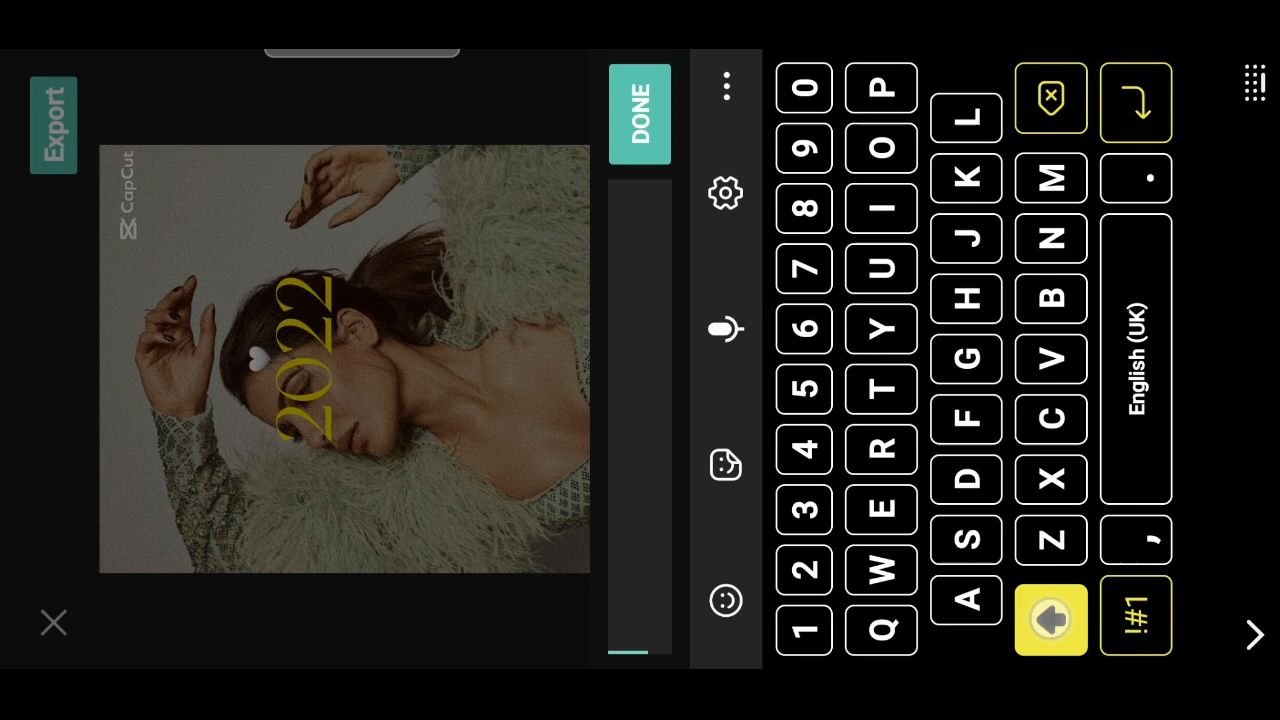 Export
CapCut
2022
DONE
1 2 3 4 5 6 7 8 9 0
Q W E R T Y U I O P
A S D F G H J K L
Z X C V B N M
!#1 , English (UK) .